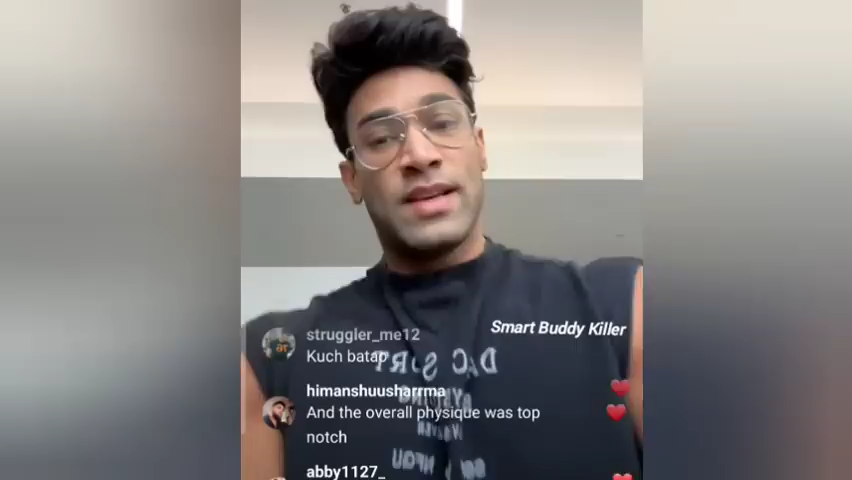 struggler_me12
Smart Buddy Killer
Kuch batao
himanshuusharrma
And the overall physique was top
notch
abby1127_